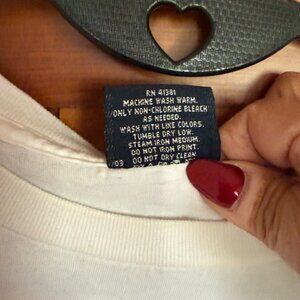 RN 41381
MACHINE WASH WARM.
ONLY NON-CHLORINE BLEACH
AS NEEDED.
WASH WITH LIKE COLORS.
TUMBLE DRY LOW.
STEAM IRON MEDIUM.
DO NOT IRON PRINT.
/03 DO NOT DRY CLEAN